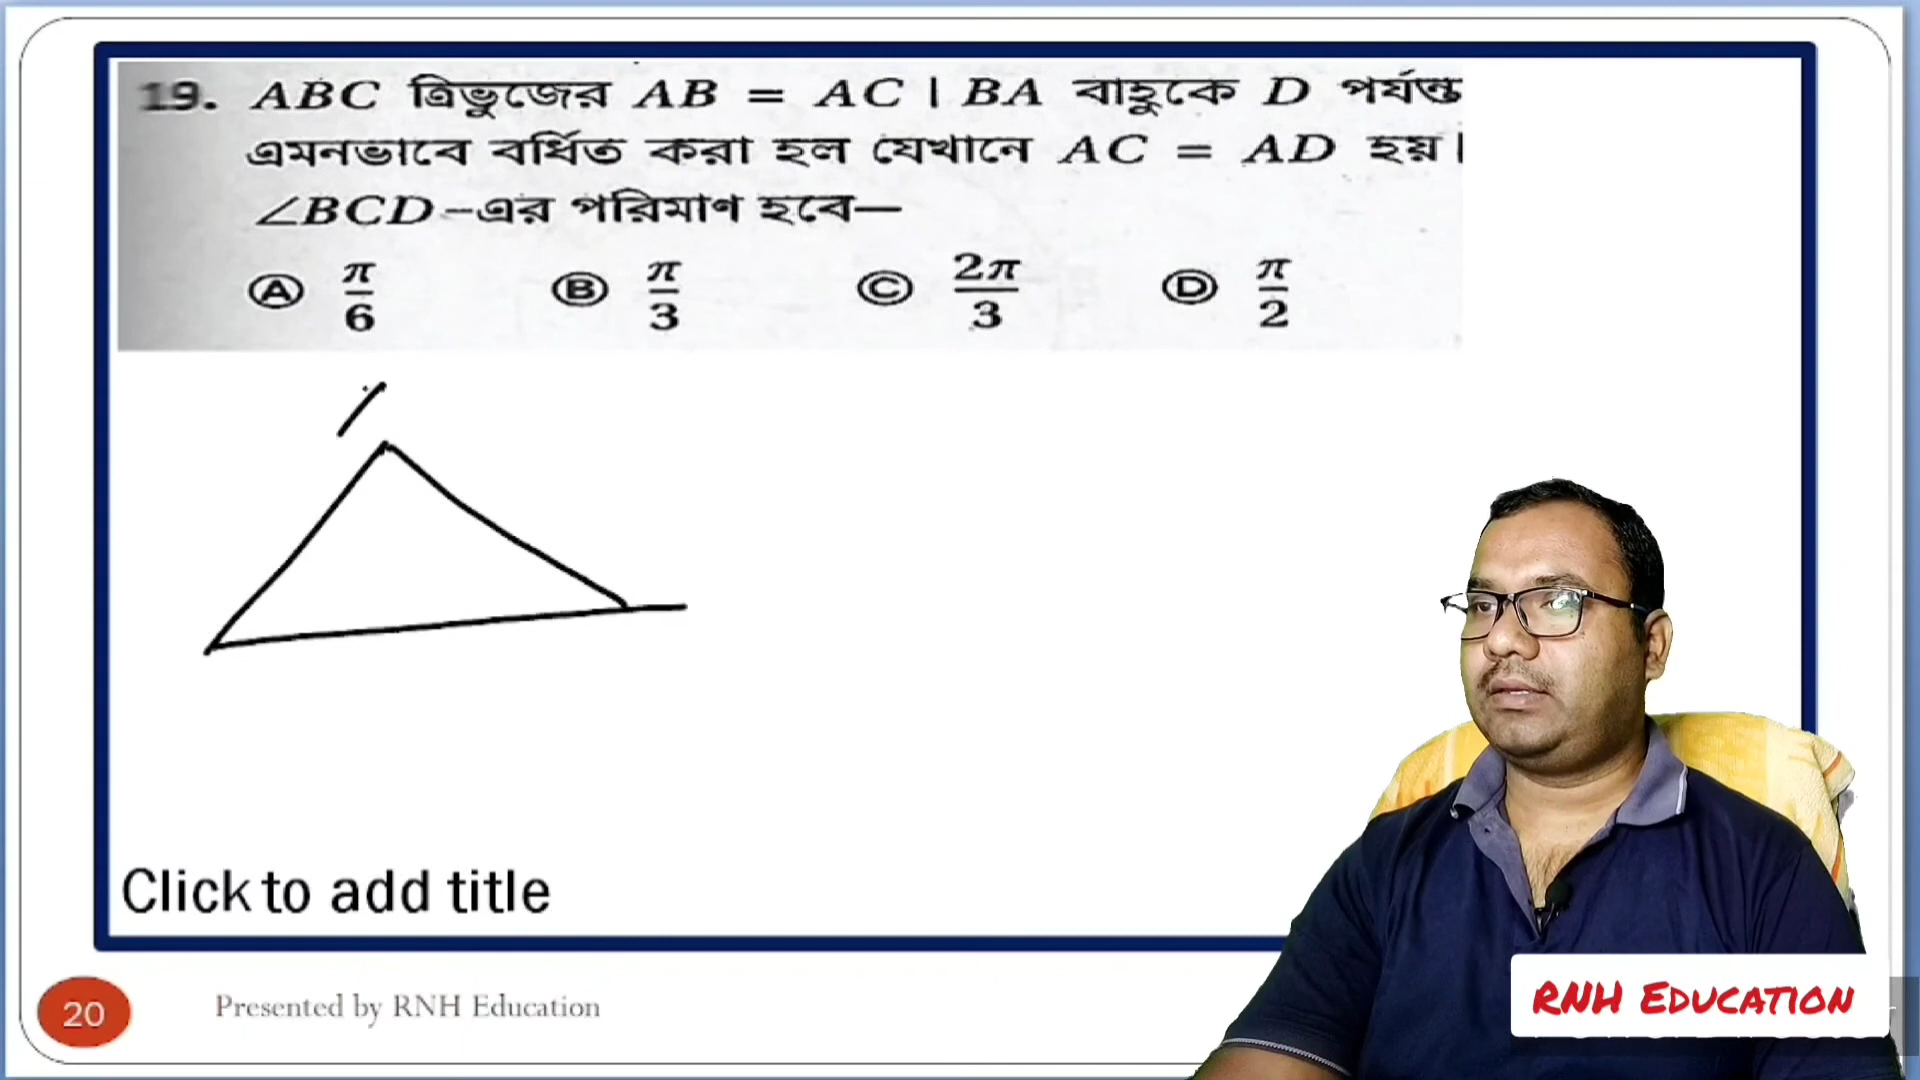 19. ABC ত্রিভুজের AB = AC | BA বাহুকে D পর্যন্ত
এমনভাবে বর্ধিত করা হল যেখানে AC = AD হয়।
∠BCD–এর পরিমাণ হবে—
Ⓐ π/6 Ⓑ π/3 Ⓒ 2π/3 Ⓓ π/2
Click to add title
20 Presented by RNH Education
RNH EDUCATION